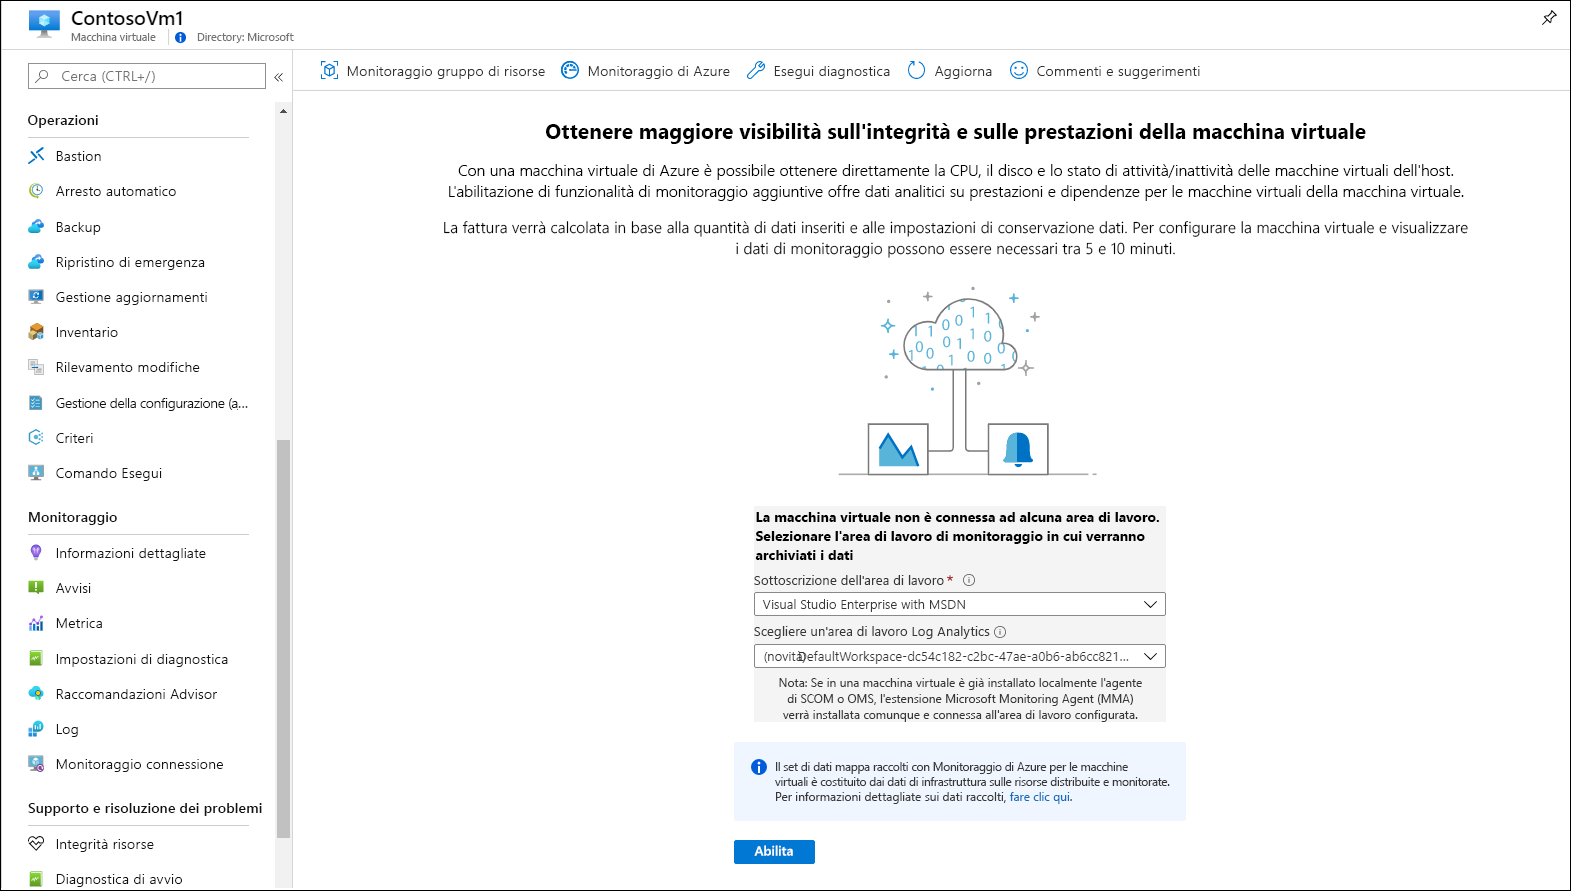 ContosoVm1
Macchina virtuale
Directory: Microsoft
Cerca (CTRL+/)
«
Monitoraggio gruppo di risorse
Monitoraggio di Azure
Esegui diagnostica
Aggiorna
Commenti e suggerimenti
Operazioni
Bastion
Arresto automatico
Backup
Ripristino di emergenza
Gestione aggiornamenti
Inventario
Rilevamento modifiche
Gestione della configurazione (a...
Criteri
Comando Esegui
Monitoraggio
Informazioni dettagliate
Avvisi
Metrica
Impostazioni di diagnostica
Raccomandazioni Advisor
Log
Monitoraggio connessione
Supporto e risoluzione dei problemi
Integrità risorse
Diagnostica di avvio
Ottenere maggiore visibilità sull'integrità e sulle prestazioni della macchina virtuale
Con una macchina virtuale di Azure è possibile ottenere direttamente la CPU, il disco e lo stato di attività/inattività delle macchine virtuali dell'host.
L'abilitazione di funzionalità di monitoraggio aggiuntive offre dati analitici su prestazioni e dipendenze per le macchine virtuali della macchina virtuale.
La fattura verrà calcolata in base alla quantità di dati inseriti e alle impostazioni di conservazione dati. Per configurare la macchina virtuale e visualizzare
i dati di monitoraggio possono essere necessari tra 5 e 10 minuti.
La macchina virtuale non è connessa ad alcuna area di lavoro.
Selezionare l'area di lavoro di monitoraggio in cui verranno
archiviati i dati
Sottoscrizione dell'area di lavoro *
Visual Studio Enterprise with MSDN
Scegliere un'area di lavoro Log Analytics
(novità)DefaultWorkspace-dc54c182-c2bc-47ae-a0b6-ab6cc821...
Nota: Se in una macchina virtuale è già installato localmente l'agente
di SCOM o OMS, l'estensione Microsoft Monitoring Agent (MMA)
verrà installata comunque e connessa all'area di lavoro configurata.
Il set di dati mappa raccolti con Monitoraggio di Azure per le macchine
virtuali è costituito dai dati di infrastruttura sulle risorse distribuite e monitorate.
Per informazioni dettagliate sui dati raccolti, fare clic qui.
Abilita